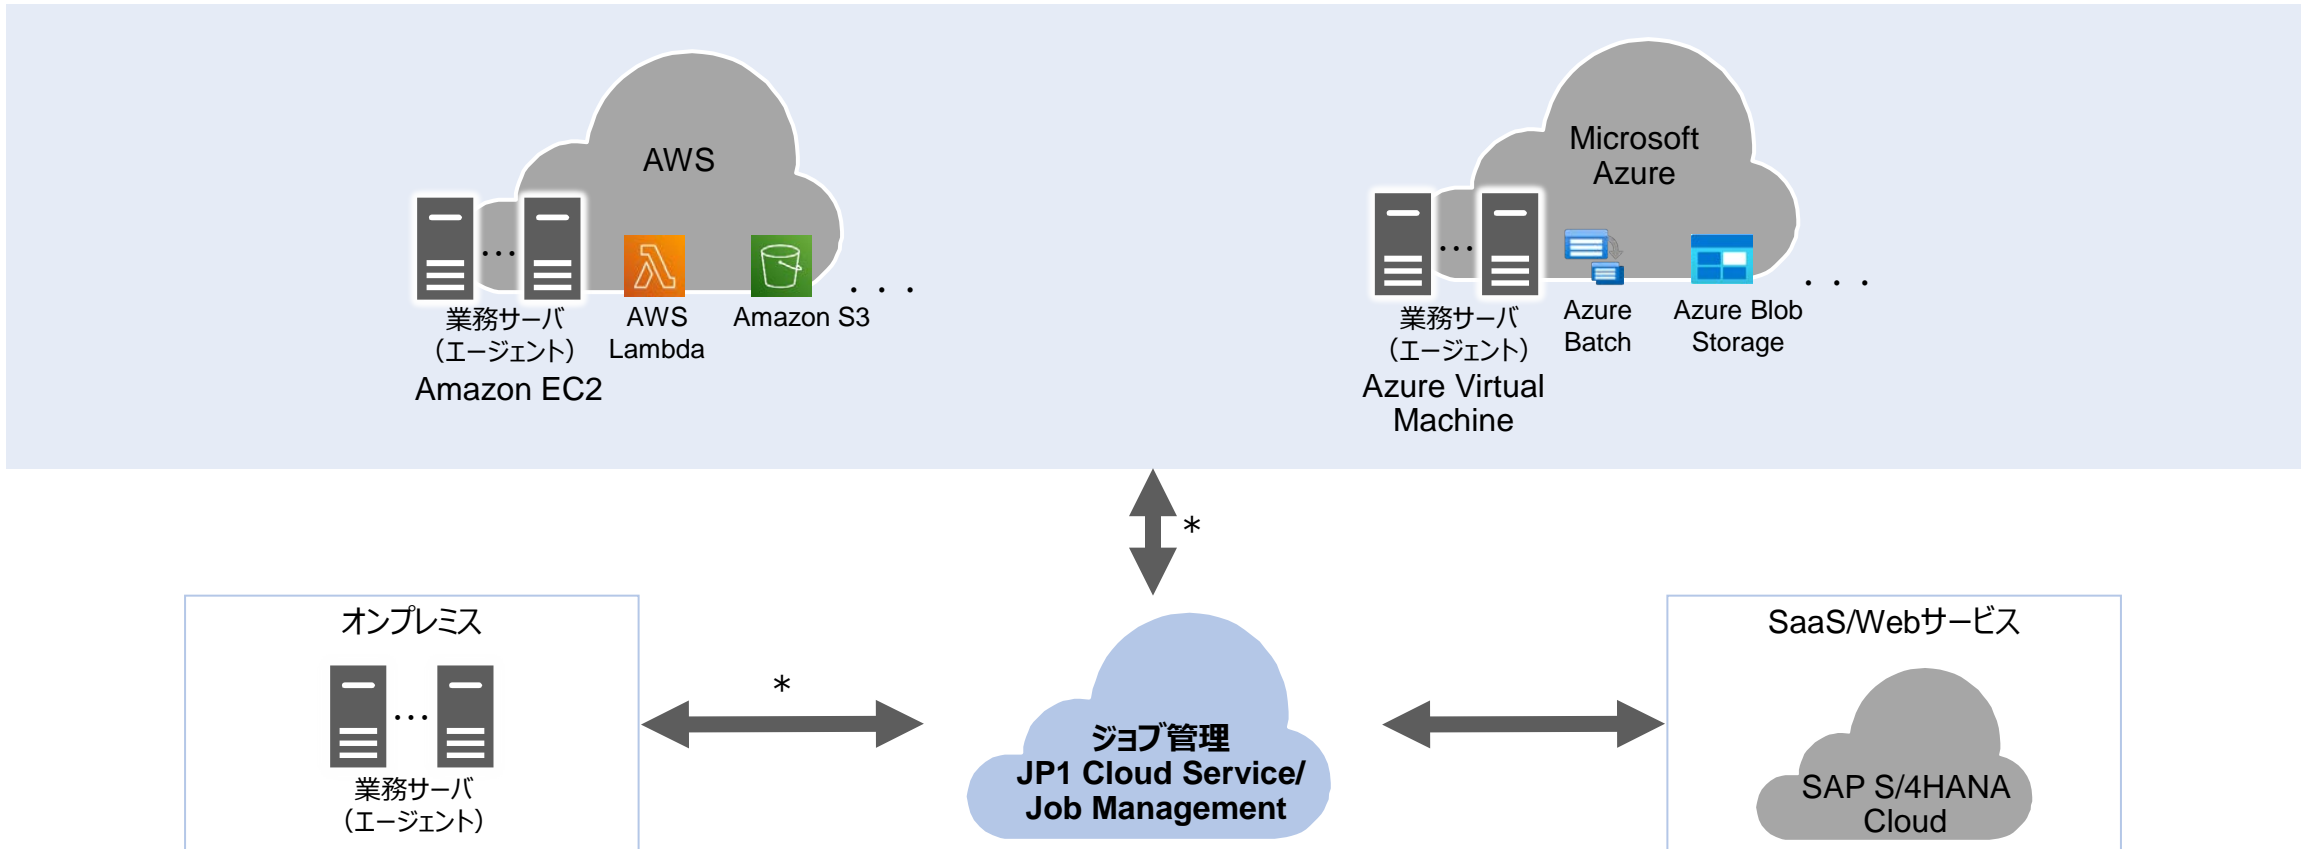 AWS
…
業務サーバ
（エージェント）
Amazon EC2
AWS
Lambda
Amazon S3
・・・
Microsoft
Azure
…
業務サーバ
（エージェント）
Azure Virtual
Machine
Azure
Batch
Azure Blob
Storage
・・・
*
オンプレミス
…
業務サーバ
（エージェント）
*
ジョブ管理
JP1 Cloud Service/
Job Management
SaaS/Webサービス
SAP S/4HANA
Cloud